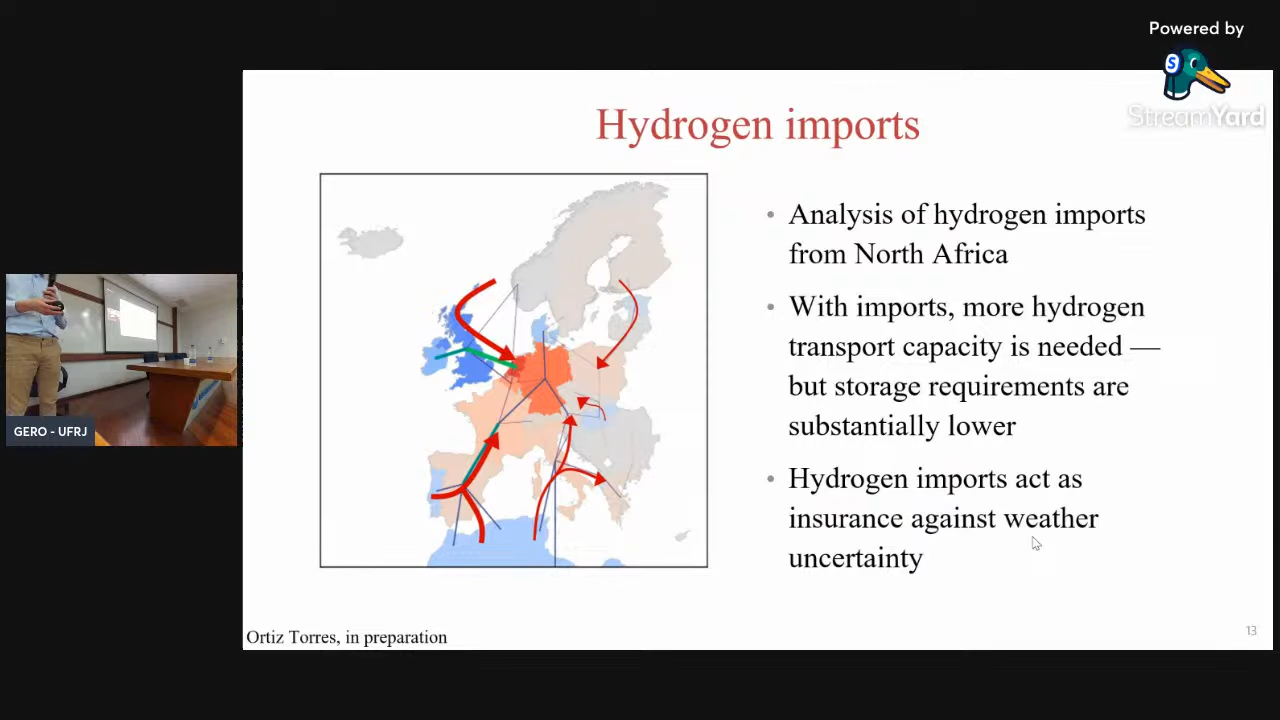 Powered by
S
StreamYard
Hydrogen imports
• Analysis of hydrogen imports
from North Africa
• With imports, more hydrogen
transport capacity is needed —
but storage requirements are
substantially lower
• Hydrogen imports act as
insurance against weather
uncertainty
GERO - UFRJ
Ortiz Torres, in preparation
13